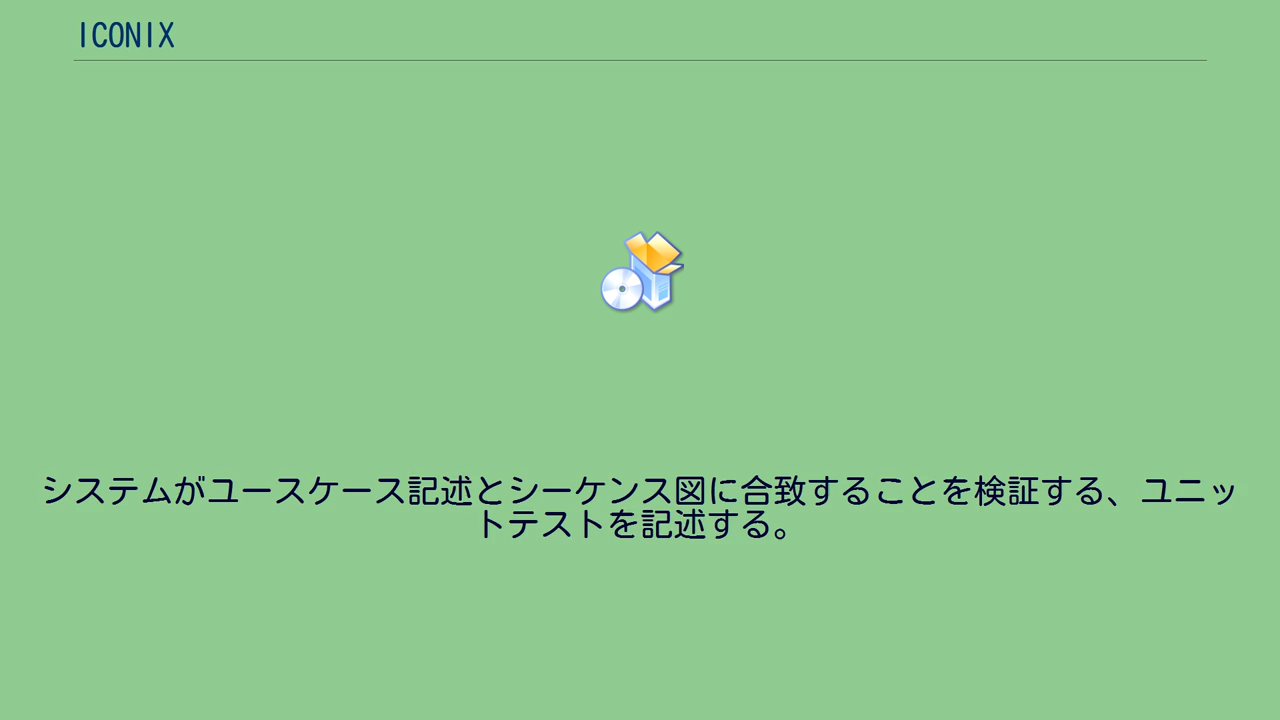 ICONIX
システムがユースケース記述とシーケンス図に合致することを検証する、ユニッ
トテストを記述する。